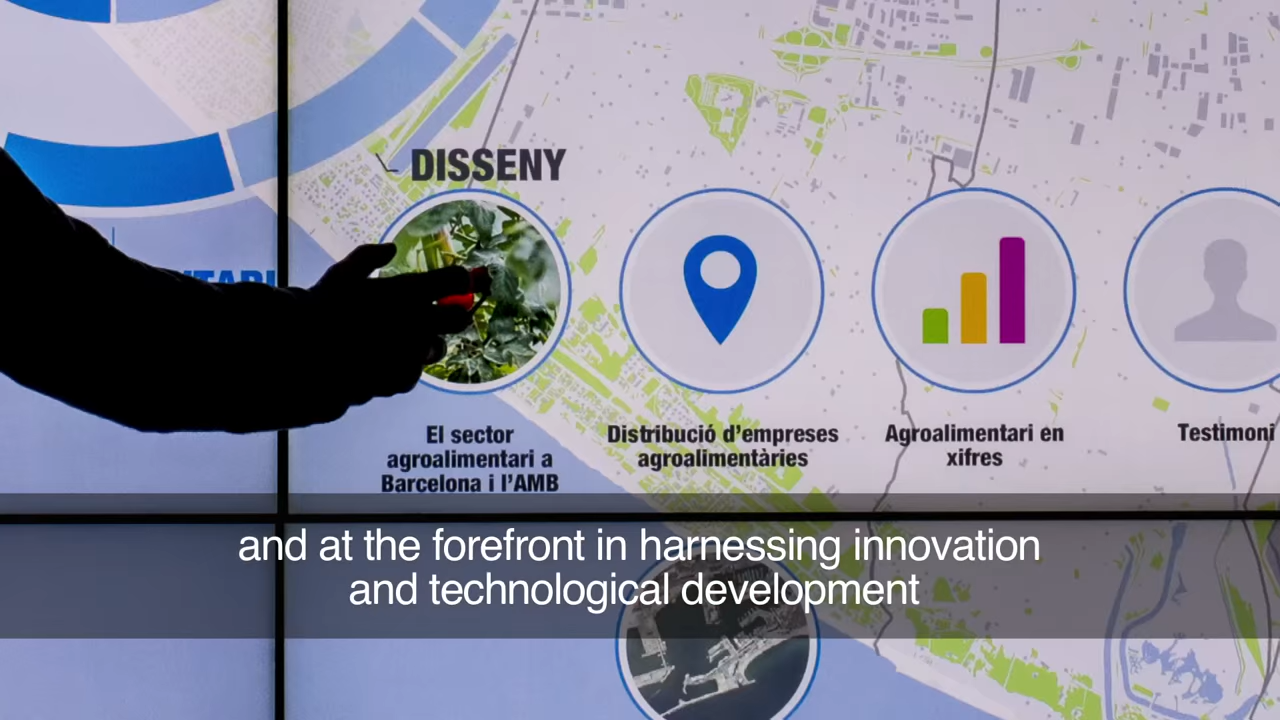 DISSENY
El sector
agroalimentari a
Barcelona i l'AMB
Distribució d'empreses
agroalimentàries
Agroalimentari en
xifres
Testimoni
and at the forefront in harnessing innovation
and technological development